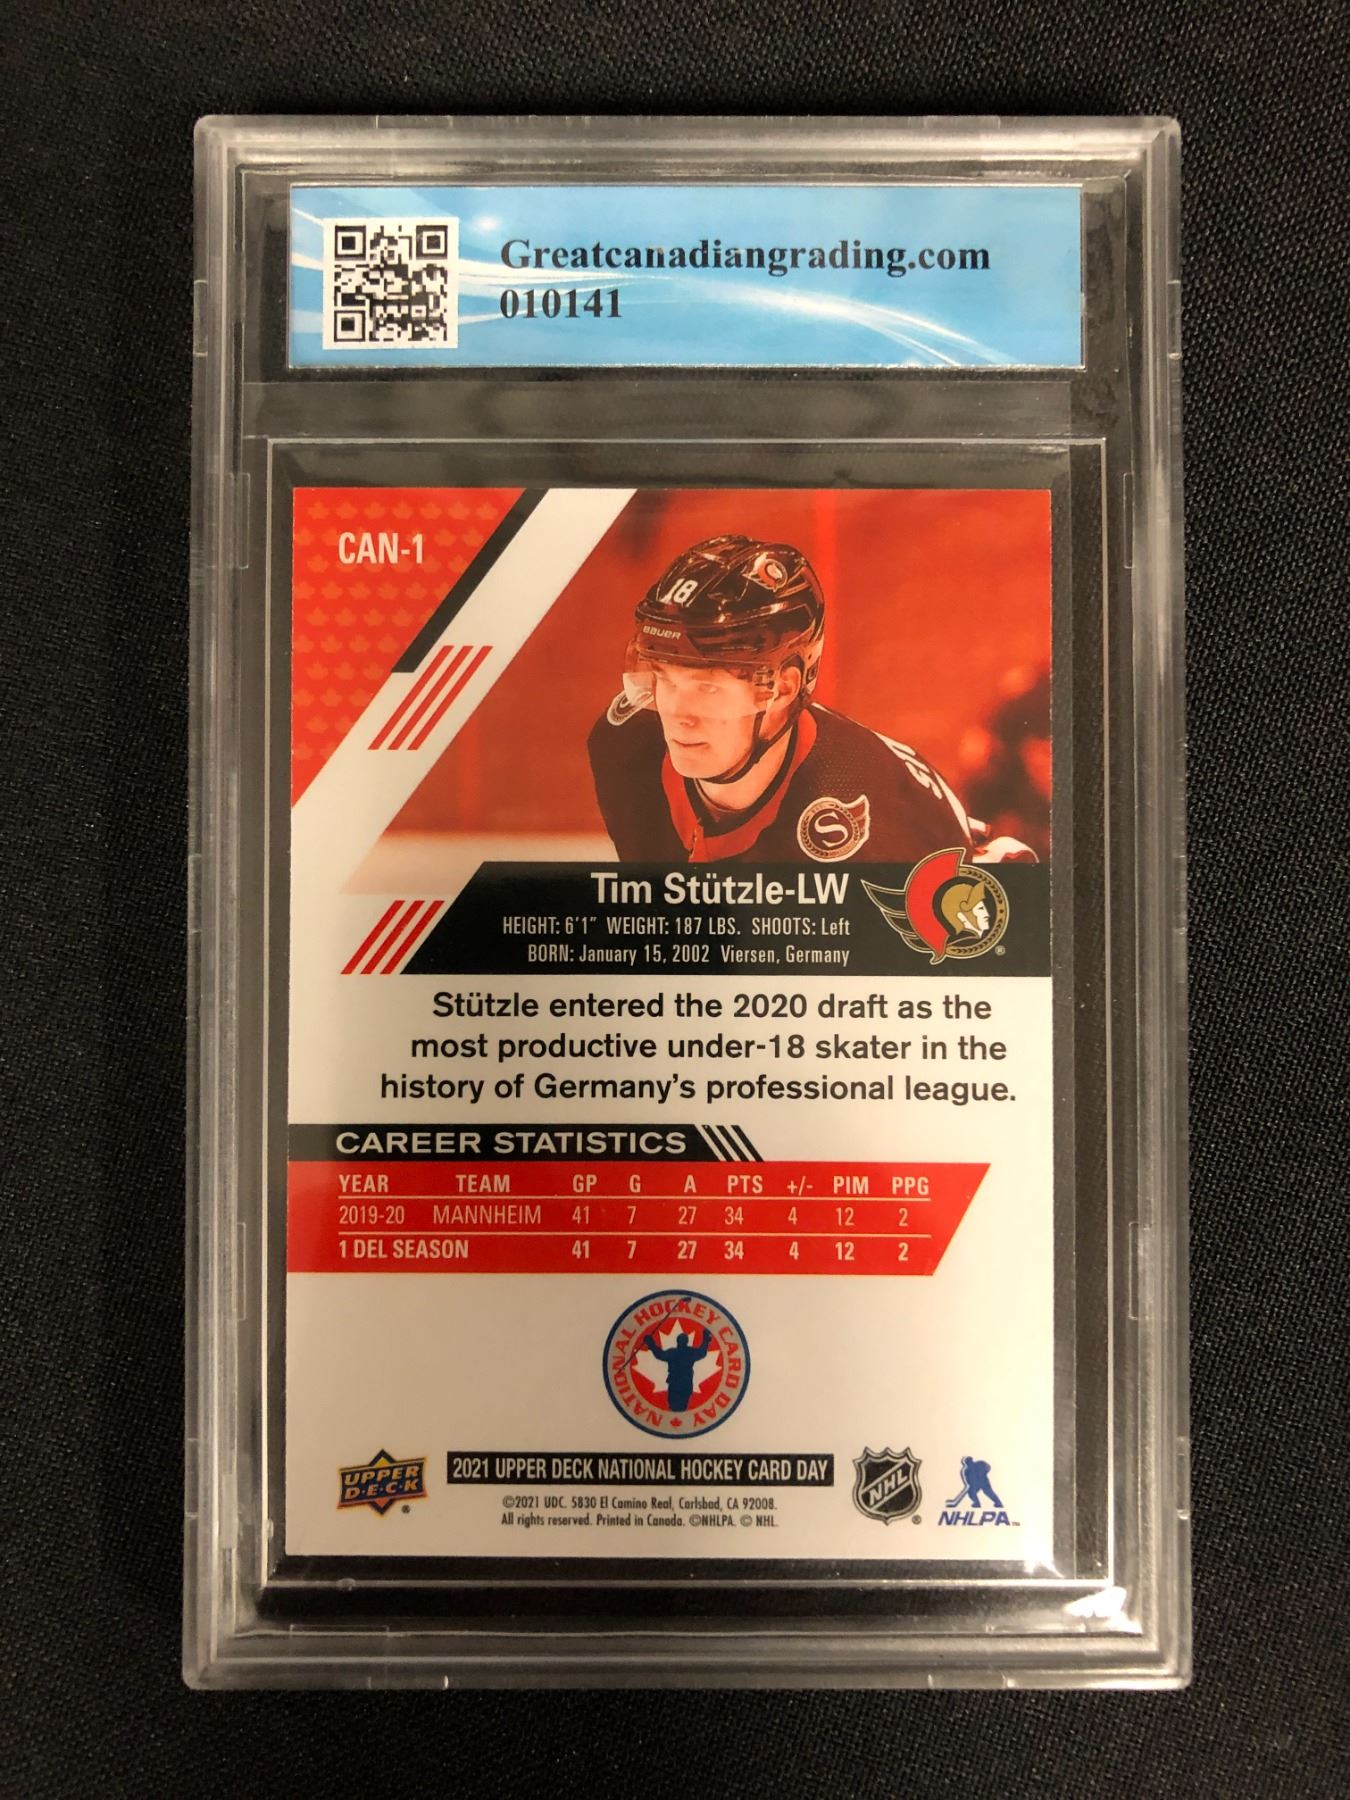 Greatcanadiangrading.com
010141
CAN-1
18
BAUER
18
S
Tim Stützle-LW
HEIGHT: 6'1" WEIGHT: 187 LBS. SHOOTS: Left
BORN: January 15, 2002 Viersen, Germany
®
Stützle entered the 2020 draft as the
most productive under-18 skater in the
history of Germany's professional league.
CAREER STATISTICS
YEAR TEAM GP G A PTS +/- PIM PPG
2019-20 MANNHEIM 41 7 27 34 4 12 2
1 DEL SEASON 41 7 27 34 4 12 2
NATIONAL HOCKEY CARD DAY
UPPER
D•E•C•K
®
2021 UPPER DECK NATIONAL HOCKEY CARD DAY
©2021 UDC. 5830 El Camino Real, Carlsbad, CA 92008.
All rights reserved. Printed in Canada. ©NHLPA. © NHL.
NHL
®
NHLPA™